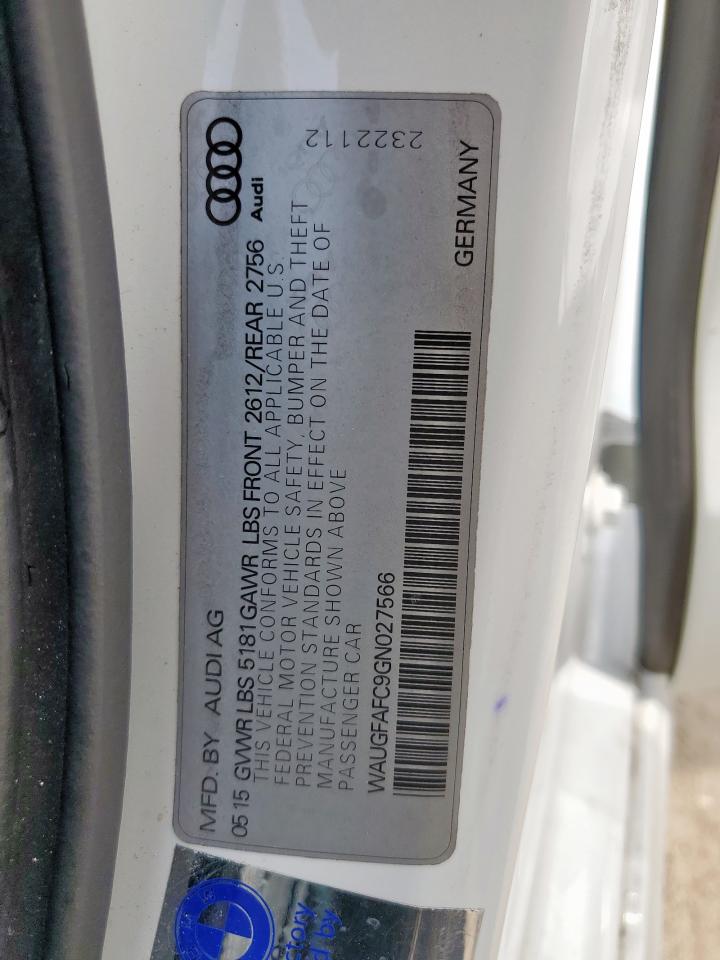 MFD. BY AUDI AG
05 15 GVWR LBS 5181 GAWR LBS FRONT 2612/REAR 2756
THIS VEHICLE CONFORMS TO ALL APPLICABLE U.S.
FEDERAL MOTOR VEHICLE SAFETY, BUMPER AND THEFT
PREVENTION STANDARDS IN EFFECT ON THE DATE OF
MANUFACTURE SHOWN ABOVE
PASSENGER CAR
WAUGFAFC9GN027566
Audi
2322112
GERMANY
by